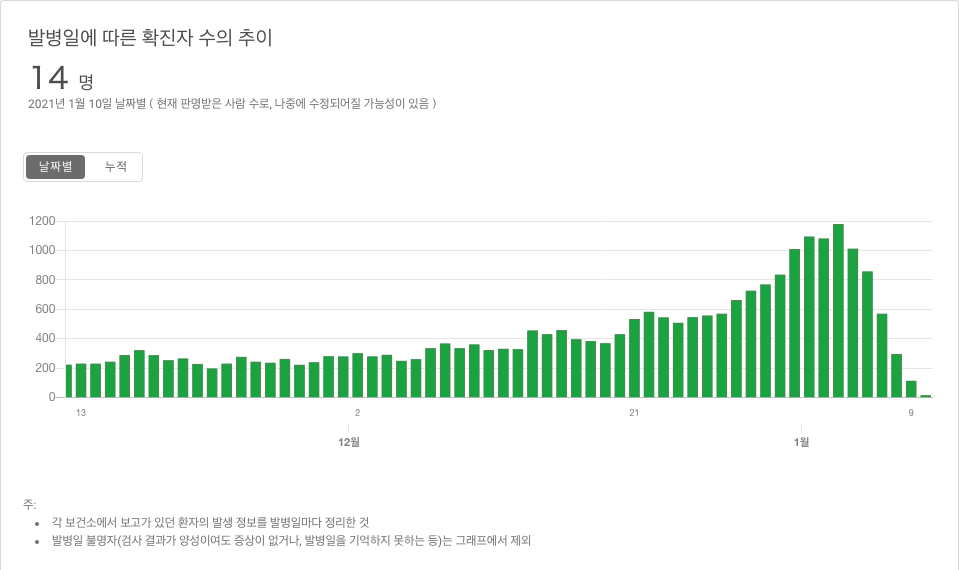 발병일에 따른 확진자 수의 추이
14 명
2021년 1월 10일 날짜별 ( 현재 판명받은 사람 수로, 나중에 수정되어질 가능성이 있음 )
날짜별 누적
1200
1000
800
600
400
200
0
13 2 21 9
12월 1월
주:
• 각 보건소에서 보고가 있던 환자의 발생 정보를 발병일마다 정리한 것
• 발병일 불명자(검사 결과가 양성이여도 증상이 없거나, 발병일을 기억하지 못하는 등)는 그래프에서 제외